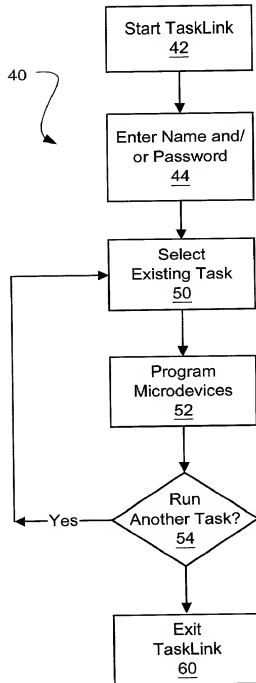 Start TaskLink
42
40
Enter Name and/
or Password
44
Select
Existing Task
50
Program
Microdevices
52
Run
Another Task?
54
Yes
Exit
TaskLink
60